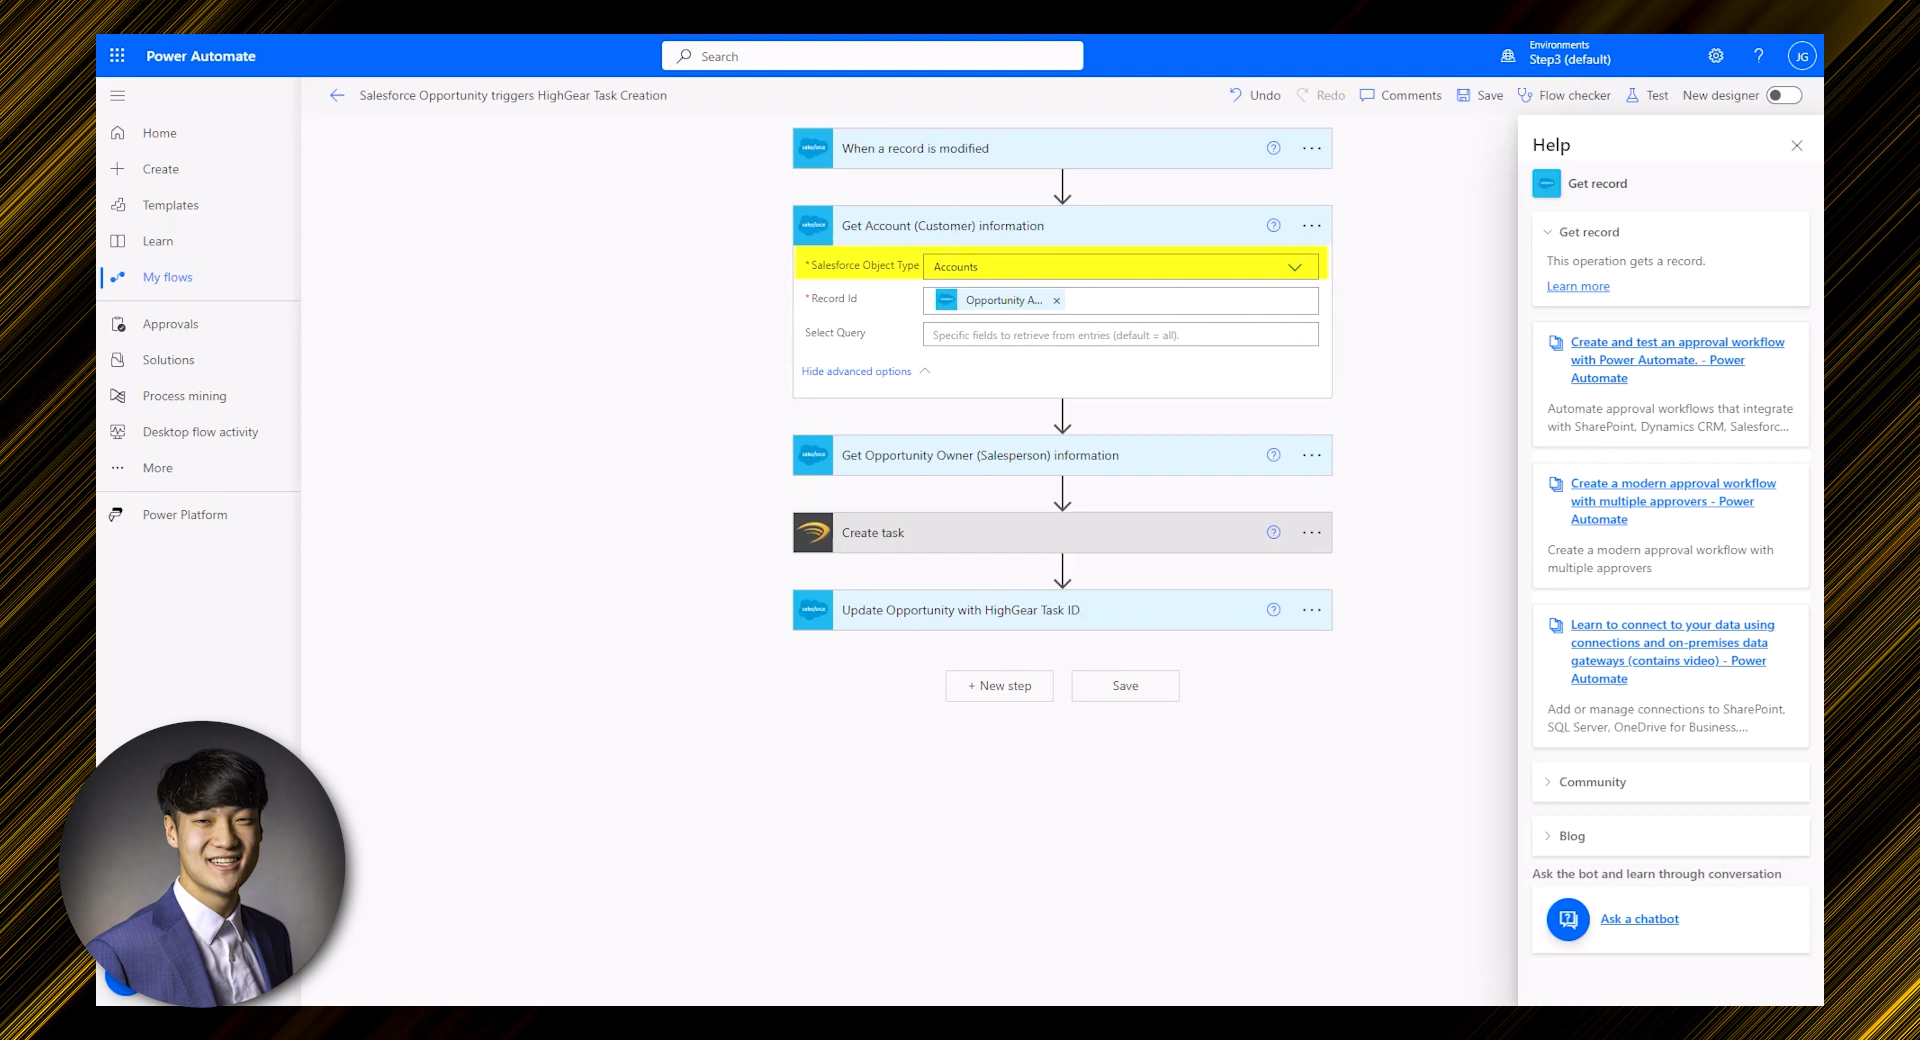 Power Automate
Search
Environments
Step3 (default)
?
JG
Salesforce Opportunity triggers HighGear Task Creation
Undo
Redo
Comments
Save
Flow checker
Test
New designer
Home
Create
Templates
Learn
My flows
Approvals
Solutions
Process mining
Desktop flow activity
More
Power Platform
salesforce
When a record is modified
?
salesforce
Get Account (Customer) information
?
* Salesforce Object Type
Accounts
* Record Id
Opportunity A...
Select Query
Specific fields to retrieve from entries (default = all).
Hide advanced options
salesforce
Get Opportunity Owner (Salesperson) information
?
Create task
?
salesforce
Update Opportunity with HighGear Task ID
?
+ New step
Save
Help
Get record
Get record
This operation gets a record.
Learn more
Create and test an approval workflow
with Power Automate. - Power
Automate
Automate approval workflows that integrate
with SharePoint, Dynamics CRM, Salesforc...
Create a modern approval workflow
with multiple approvers - Power
Automate
Create a modern approval workflow with
multiple approvers
Learn to connect to your data using
connections and on-premises data
gateways (contains video) - Power
Automate
Add or manage connections to SharePoint,
SQL Server, OneDrive for Business,...
Community
Blog
Ask the bot and learn through conversation
Ask a chatbot